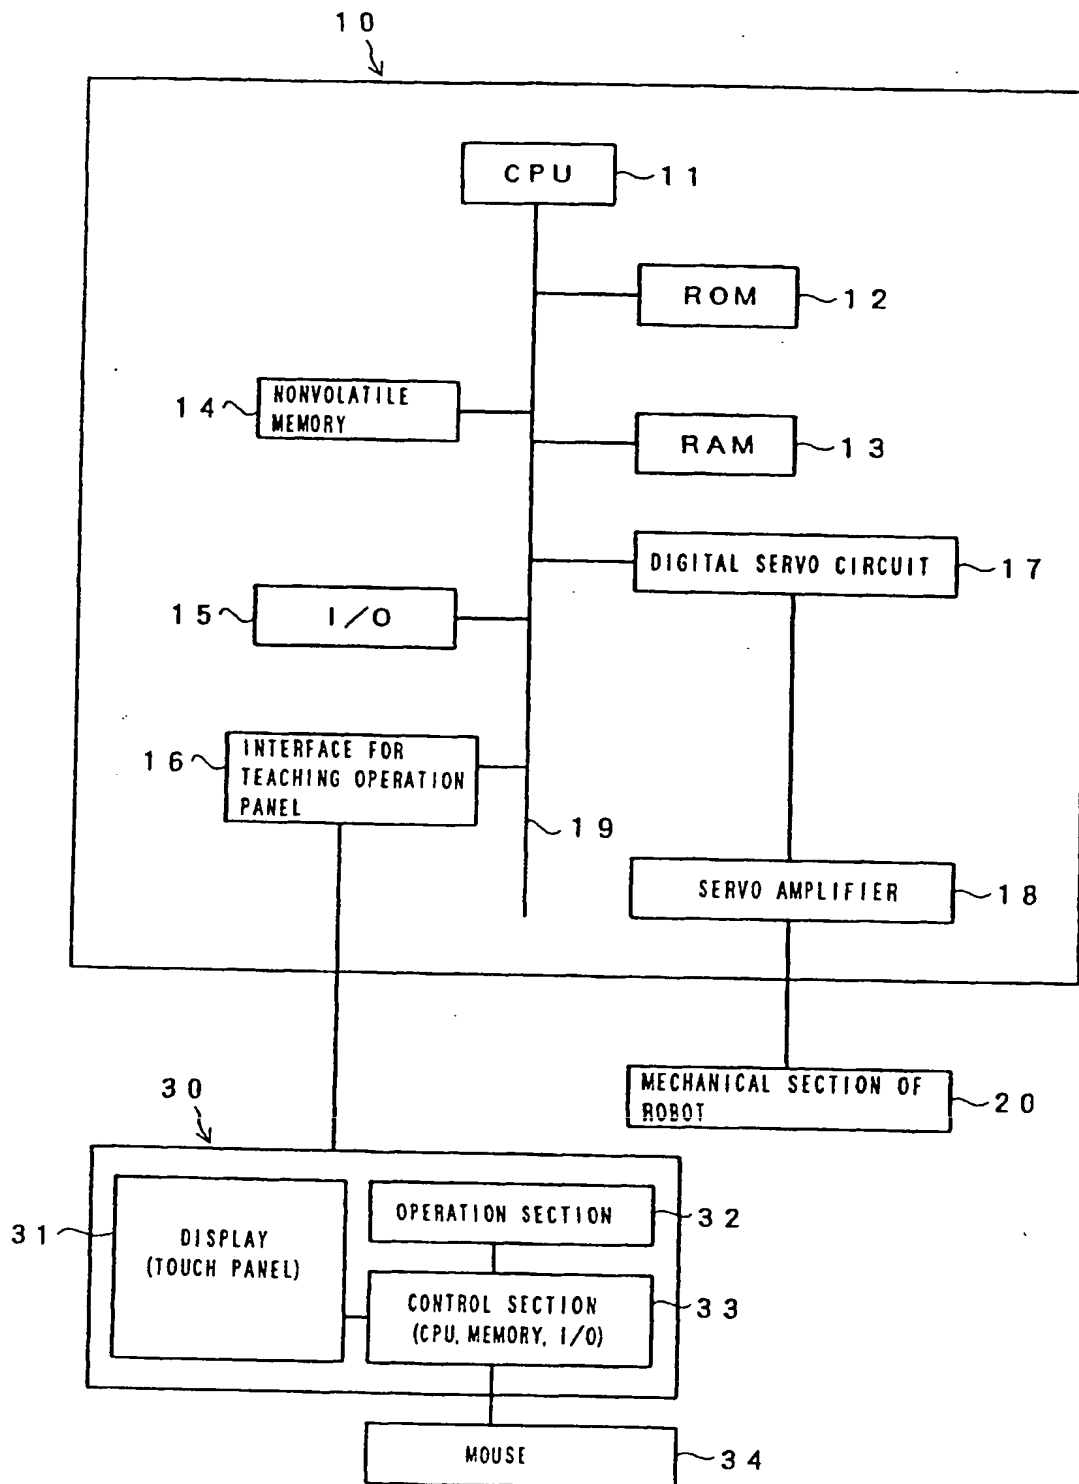 10
CPU
11
ROM
12
NONVOLATILE
MEMORY
14
RAM
13
DIGITAL SERVO CIRCUIT
17
15
I/O
16
INTERFACE FOR
TEACHING OPERATION
PANEL
19
SERVO AMPLIFIER
18
30
MECHANICAL SECTION OF
ROBOT
20
31
DISPLAY
(TOUCH PANEL)
OPERATION SECTION
32
CONTROL SECTION
(CPU, MEMORY, I/O)
33
MOUSE
34